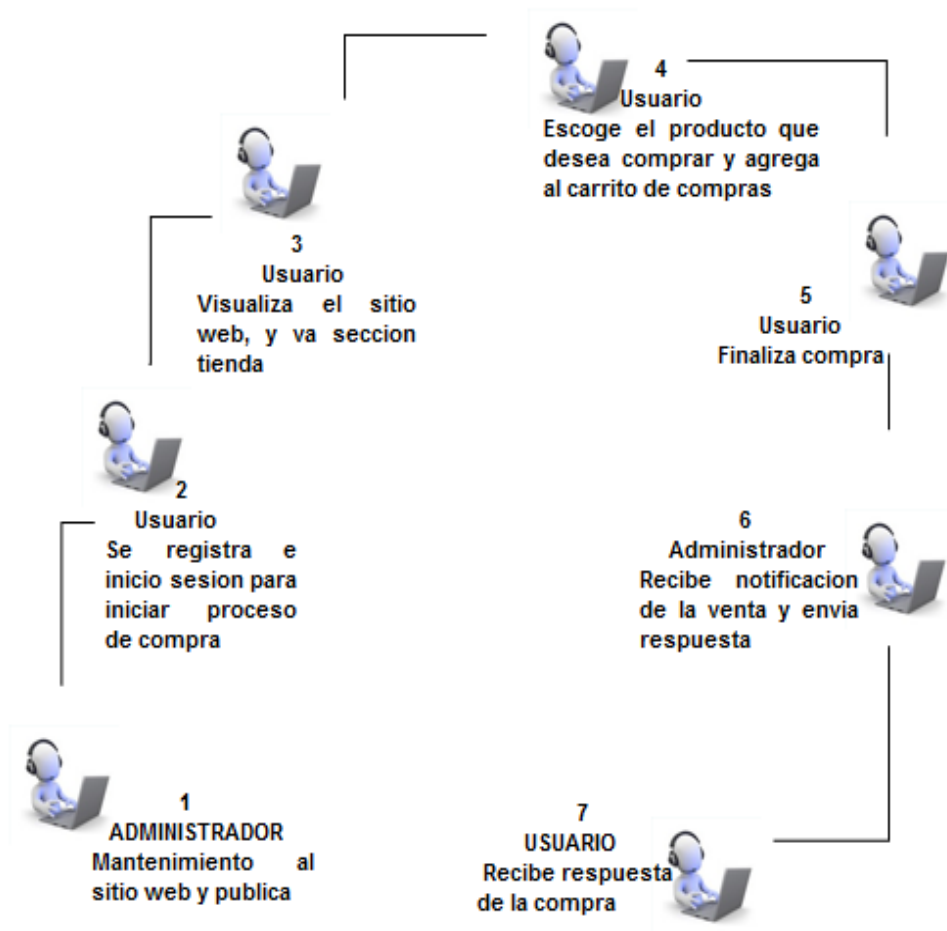 4
Usuario
Escoge el producto que
desea comprar y agrega
al carrito de compras
3
Usuario
Visualiza el sitio
web, y va seccion
tienda
5
Usuario
Finaliza compra
2
Usuario
Se registra e
inicio sesion para
iniciar proceso
de compra
6
Administrador
Recibe notificacion
de la venta y envia
respuesta
1
ADMINISTRADOR
Mantenimiento al
sitio web y publica
7
USUARIO
Recibe respuesta
de la compra